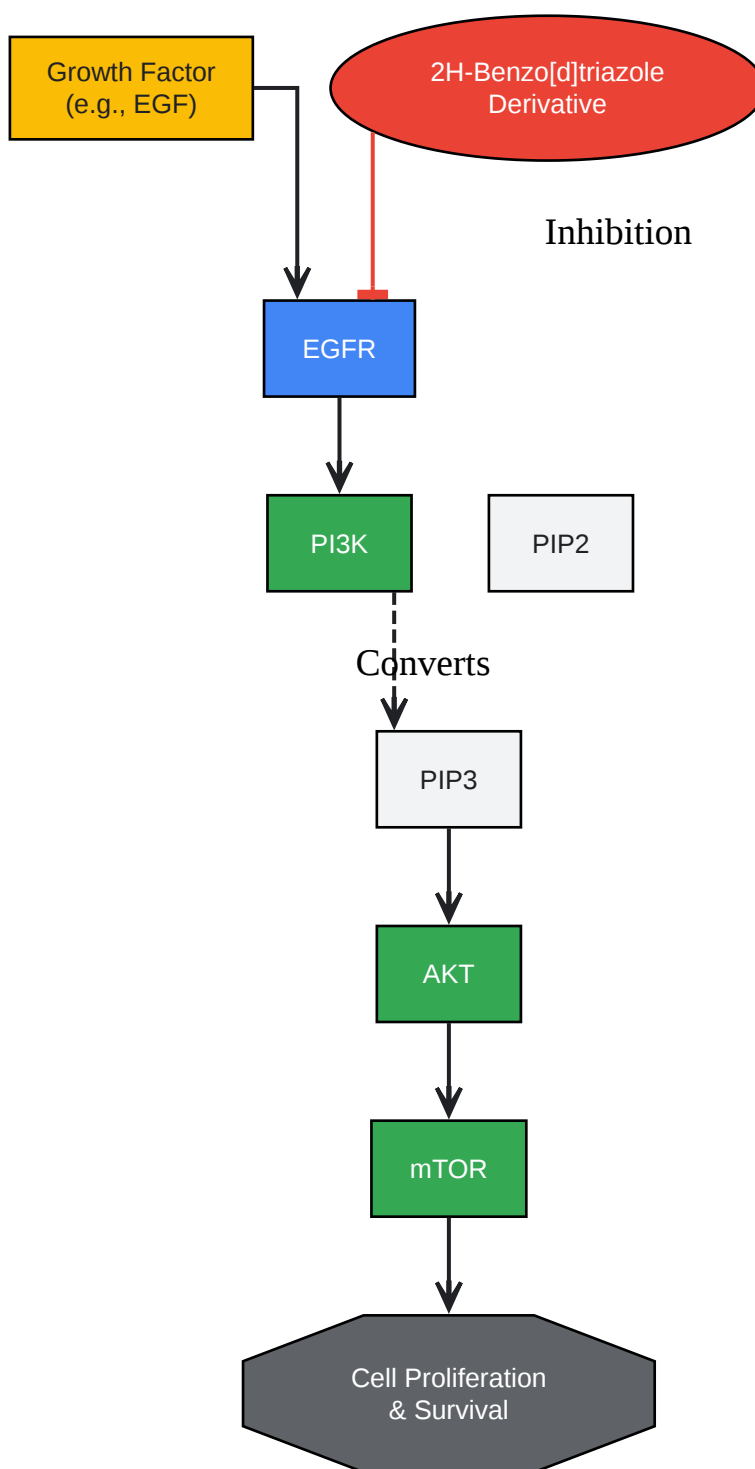 Growth Factor
(e.g., EGF)
2H-Benzo[d]triazole
Derivative
Inhibition
EGFR
PI3K
PIP2
Converts
PIP3
AKT
mTOR
Cell Proliferation
& Survival